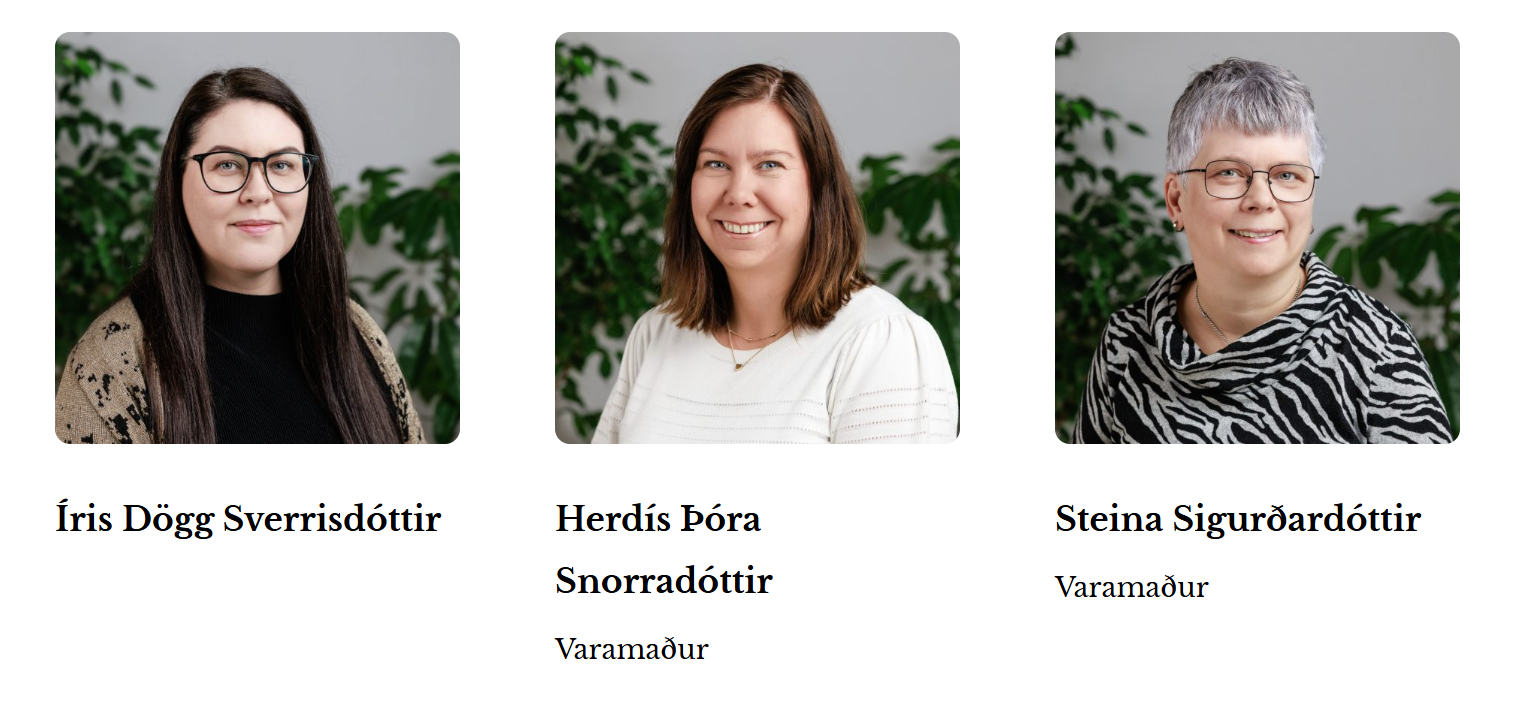 Íris Dögg Sverrisdóttir
Herdís Þóra
Snorradóttir
Varamaður
Steina Sigurðardóttir
Varamaður